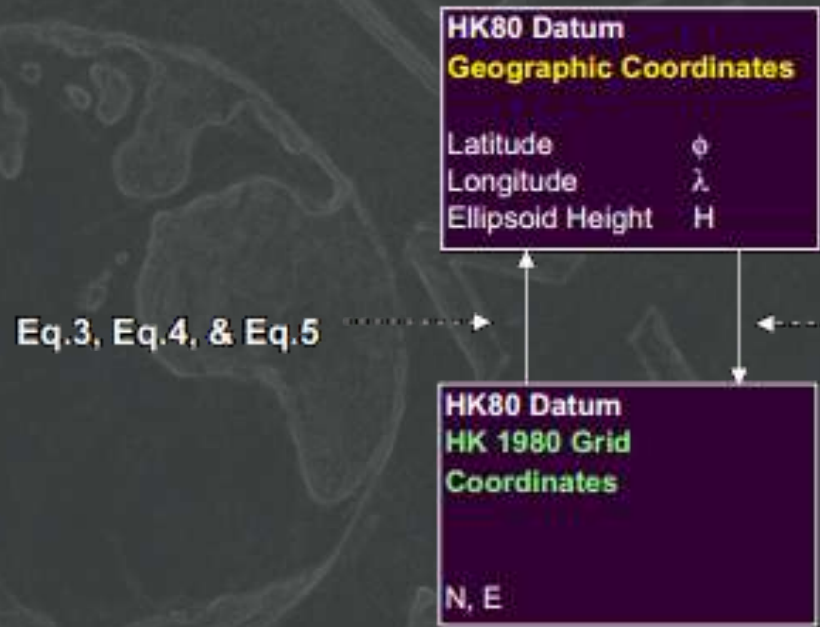 HK80 Datum
Geographic Coordinates
Latitude ϕ
Longitude λ
Ellipsoid Height H
Eq.3, Eq.4, & Eq.5
HK80 Datum
HK 1980 Grid
Coordinates
N, E